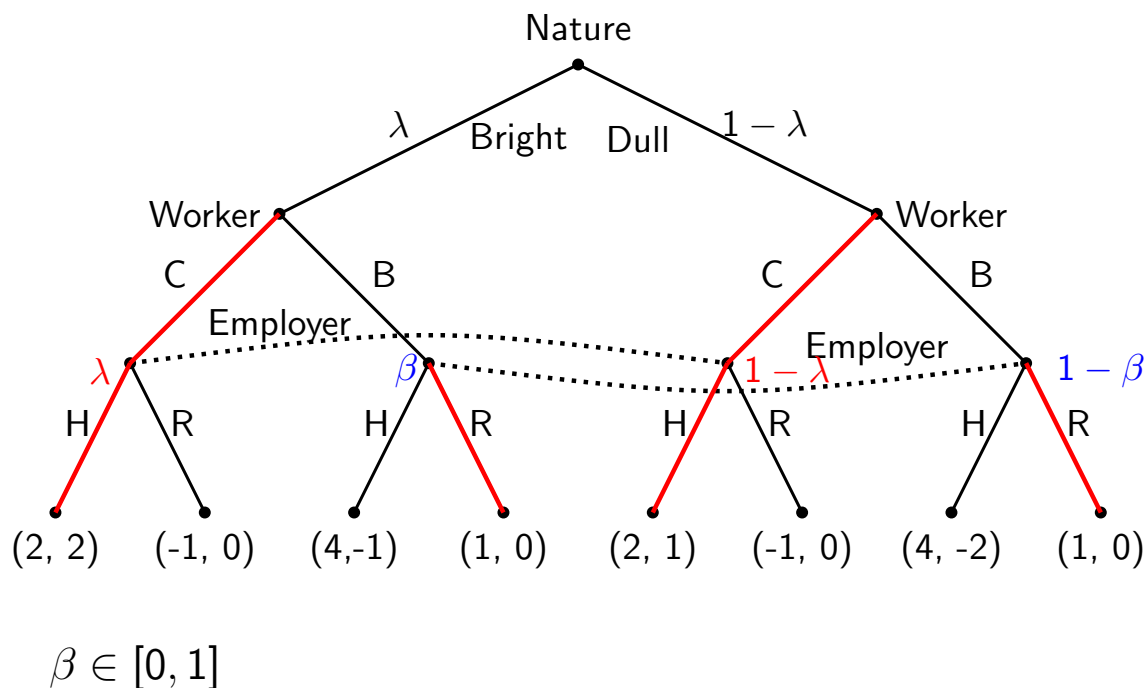 Nature
λ Bright Dull 1 − λ
Worker Worker
C B C B
Employer Employer
λ β 1 − λ 1 − β
H R H R H R H R
(2, 2) (-1, 0) (4,-1) (1, 0) (2, 1) (-1, 0) (4, -2) (1, 0)
β ∈ [0, 1]